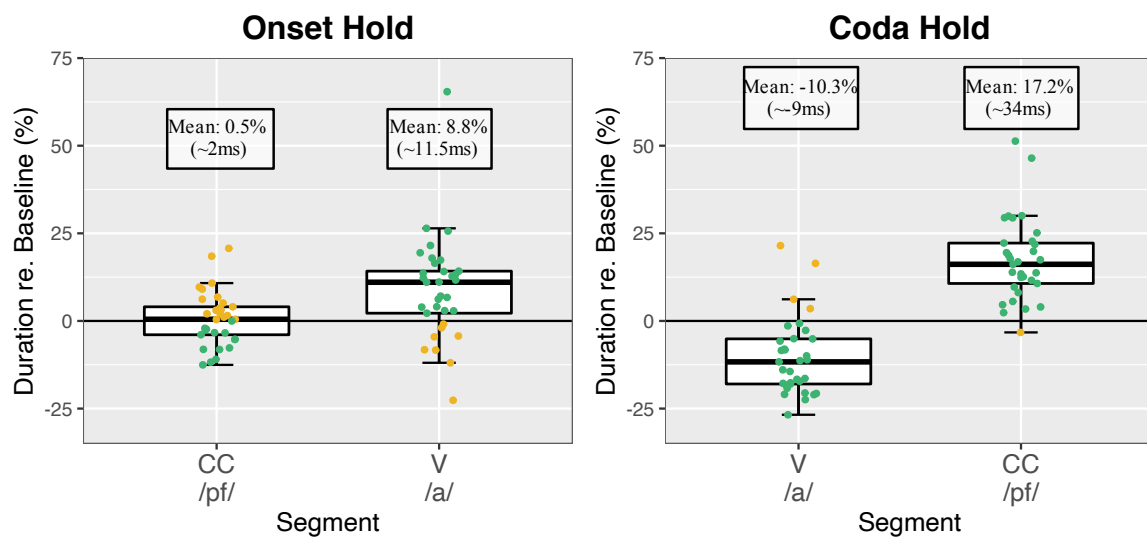 Onset Hold
Duration re. Baseline (%)
75
50
25
0
-25
Mean: 0.5%
(~2ms)
Mean: 8.8%
(~11.5ms)
CC
/pf/
V
/a/
Segment
Coda Hold
Duration re. Baseline (%)
75
50
25
0
-25
Mean: -10.3%
(~-9ms)
Mean: 17.2%
(~34ms)
V
/a/
CC
/pf/
Segment